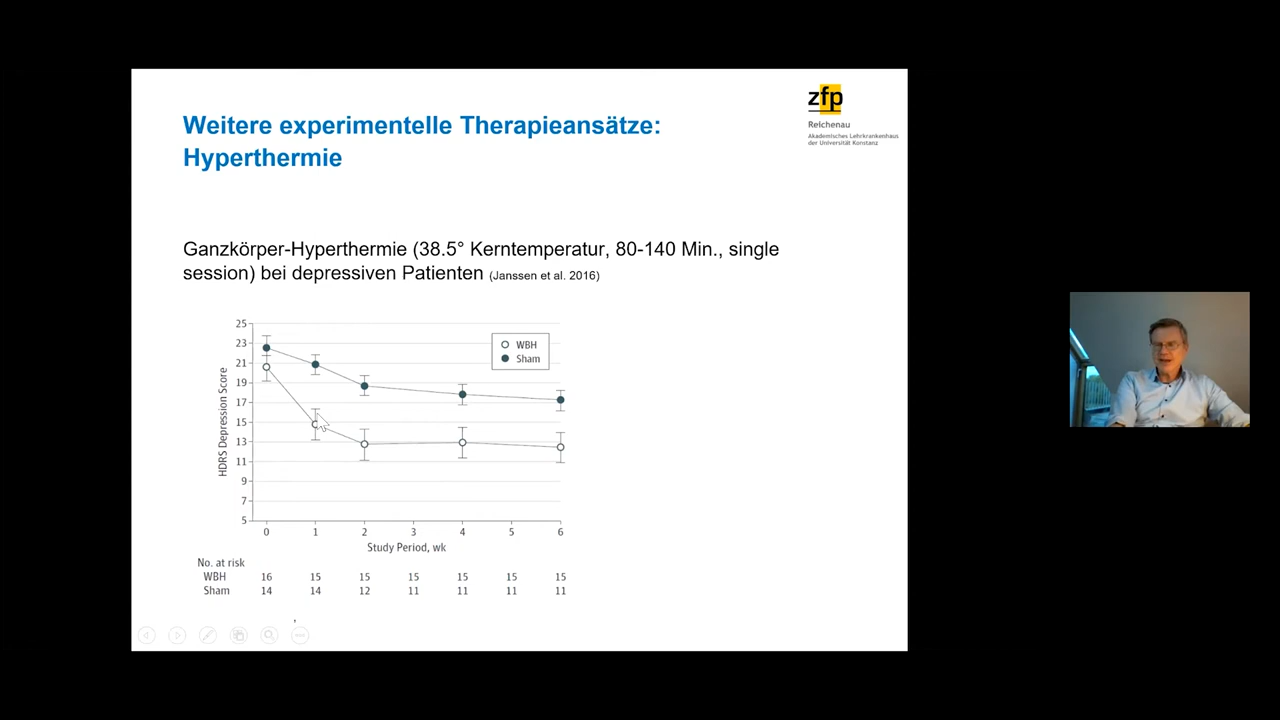 Weitere experimentelle Therapieansätze:
Hyperthermie
zfp
Reichenau
Akademisches Lehrkrankenhaus
der Universität Konstanz
Ganzkörper-Hyperthermie (38.5° Kerntemperatur, 80-140 Min., single
session) bei depressiven Patienten (Janssen et al. 2016)
HDRS Depression Score
25
23
21
19
17
15
13
11
9
7
5
WBH
Sham
0 1 2 3 4 5 6
Study Period, wk
No. at risk
WBH 16 15 15 15 15 15 15
Sham 14 14 12 11 11 11 11
,